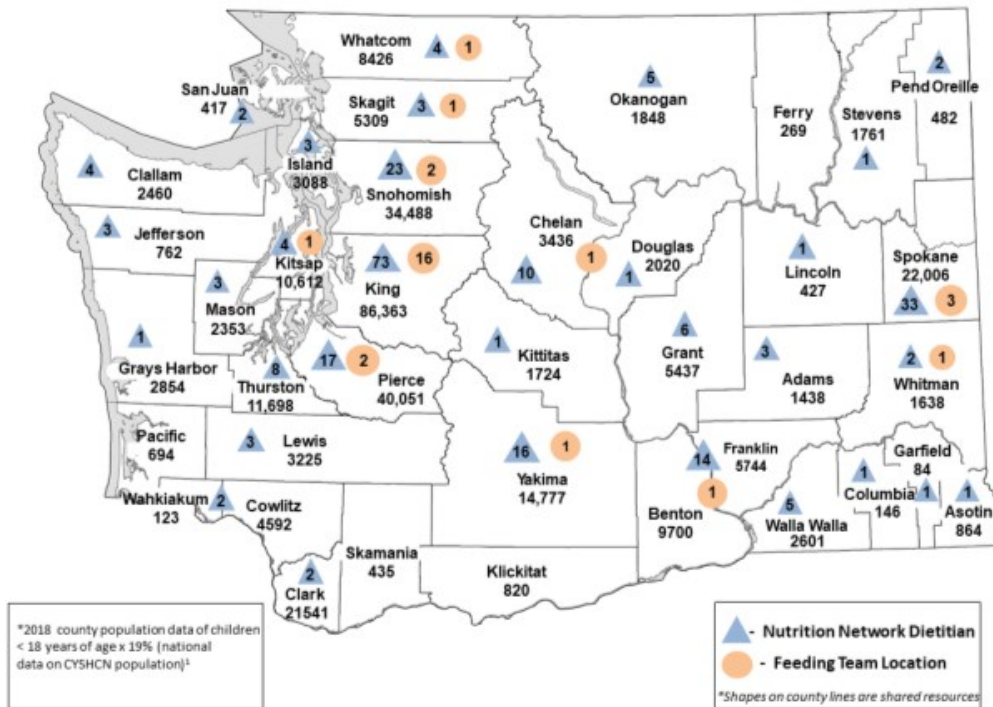 Whatcom
4
1
8426
San Juan
417
2
Skagit
3
1
5309
5
Okanogan
1848
Ferry
269
Stevens
1761
1
2
Pend Oreille
482
4
Clallam
2460
3
Island
3088
23
2
Snohomish
34,488
3
Jefferson
762
4
1
Kitsap
10,612
73
16
King
86,363
Chelan
3436
10
1
Douglas
2020
1
1
Lincoln
427
Spokane
22,006
33
3
3
Mason
2353
1
Grays Harbor
2854
8
Thurston
11,698
17
2
Pierce
40,051
1
Kittitas
1724
6
Grant
5437
3
Adams
1438
2
1
Whitman
1638
Pacific
694
3
Lewis
3225
16
1
Yakima
14,777
14
Franklin
5744
1
Benton
9700
5
Walla Walla
2601
1
Columbia
146
Garfield
84
1
1
Asotin
864
Wahkiakum
123
2
Cowlitz
4592
Skamania
435
Klickitat
820
2
Clark
21541
*2018 county population data of children
< 18 years of age x 19% (national
data on CYSHCN population)¹
- Nutrition Network Dietitian
- Feeding Team Location
*Shapes on county lines are shared resources